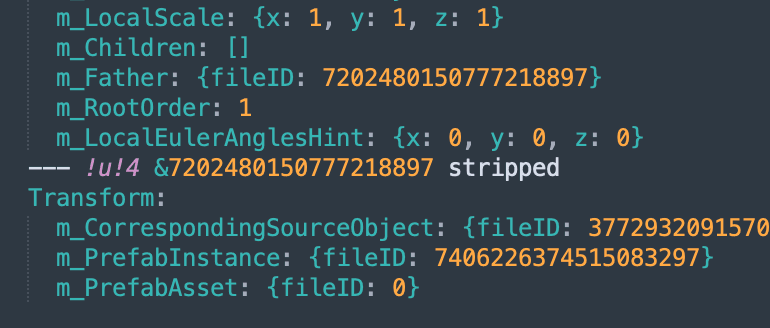 m_LocalScale: {x: 1, y: 1, z: 1}
m_Children: []
m_Father: {fileID: 7202480150777218897}
m_RootOrder: 1
m_LocalEulerAnglesHint: {x: 0, y: 0, z: 0}
--- !u!4 &7202480150777218897 stripped
Transform:
m_CorrespondingSourceObject: {fileID: 3772932091570
m_PrefabInstance: {fileID: 7406226374515083297}
m_PrefabAsset: {fileID: 0}